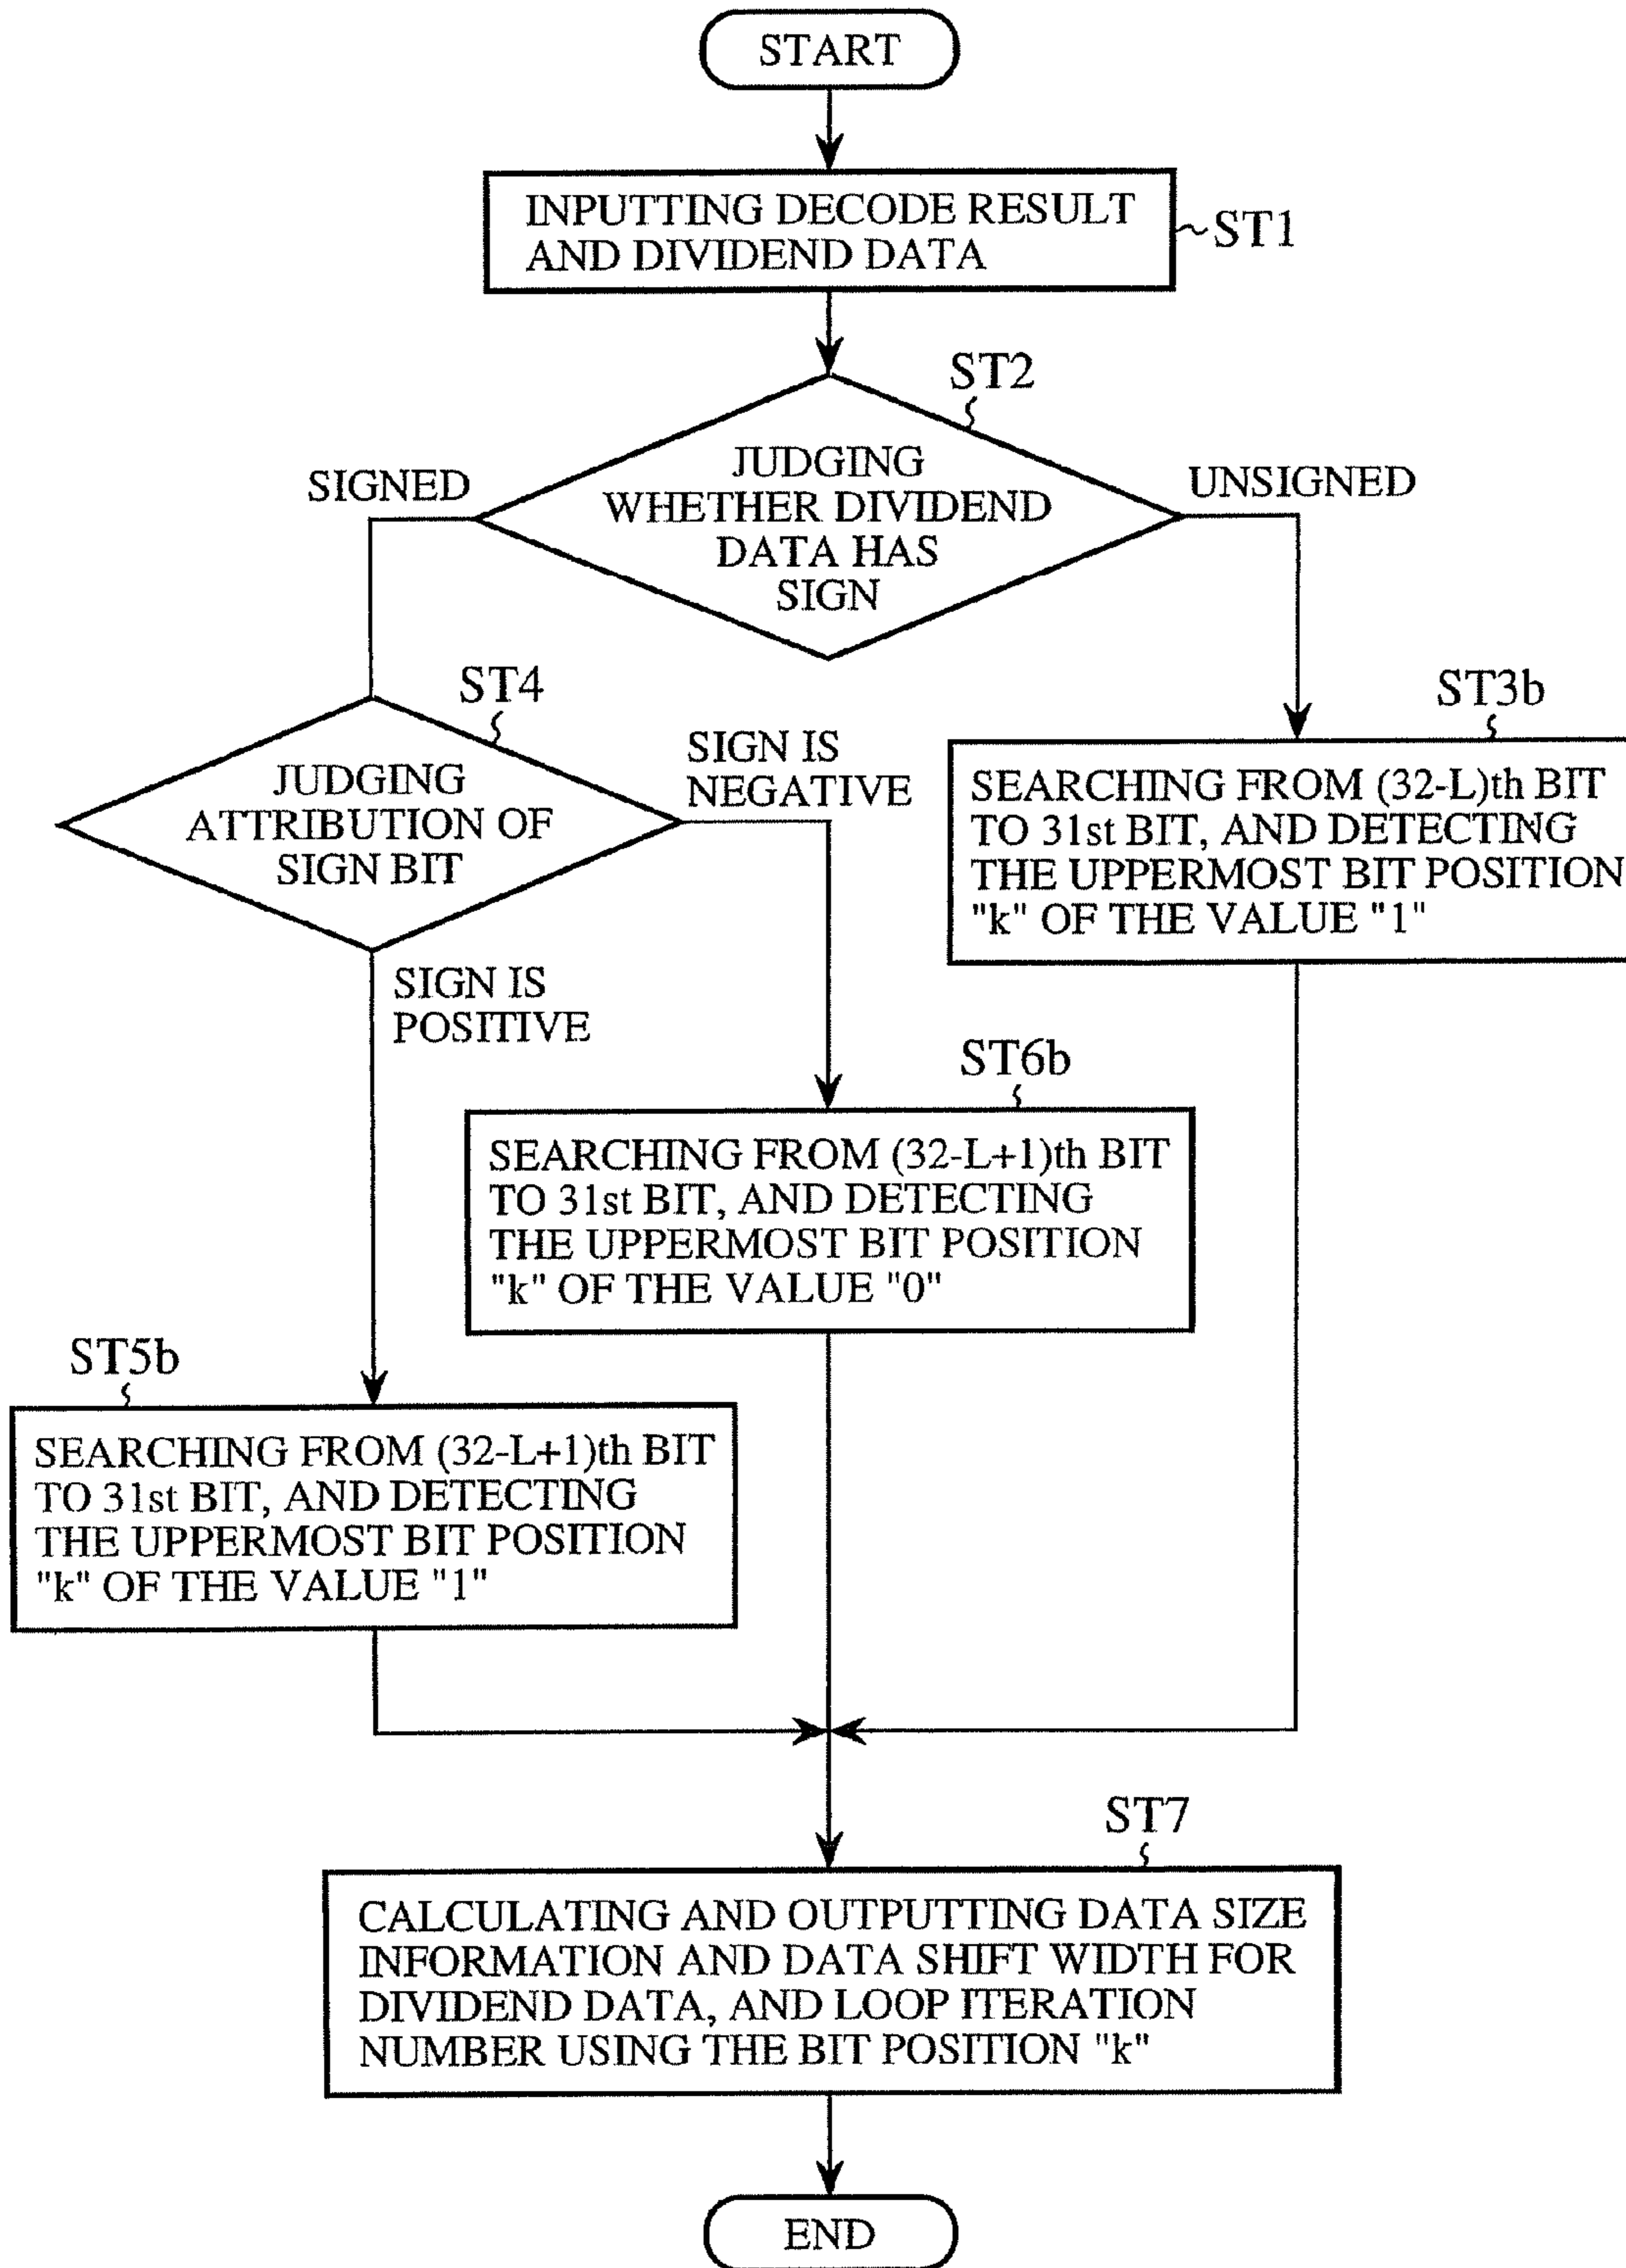 START
INPUTTING DECODE RESULT
AND DIVIDEND DATA
ST1
ST2
JUDGING
WHETHER DIVIDEND
DATA HAS
SIGN
SIGNED
UNSIGNED
ST4
JUDGING
ATTRIBUTION OF
SIGN BIT
SIGN IS
NEGATIVE
SIGN IS
POSITIVE
ST3b
SEARCHING FROM (32-L)th BIT
TO 31st BIT, AND DETECTING
THE UPPERMOST BIT POSITION
"k" OF THE VALUE "1"
ST6b
SEARCHING FROM (32-L+1)th BIT
TO 31st BIT, AND DETECTING
THE UPPERMOST BIT POSITION
"k" OF THE VALUE "0"
ST5b
SEARCHING FROM (32-L+1)th BIT
TO 31st BIT, AND DETECTING
THE UPPERMOST BIT POSITION
"k" OF THE VALUE "1"
ST7
CALCULATING AND OUTPUTTING DATA SIZE
INFORMATION AND DATA SHIFT WIDTH FOR
DIVIDEND DATA, AND LOOP ITERATION
NUMBER USING THE BIT POSITION "k"
END